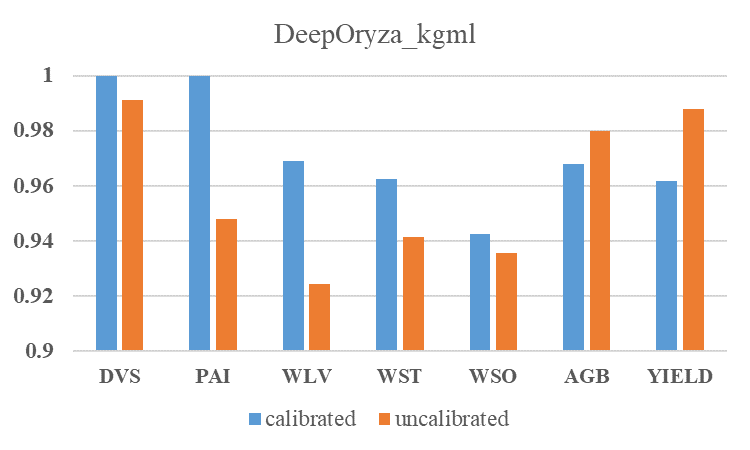 DeepOryza_kgml
1
0.98
0.96
0.94
0.92
0.9
DVS PAI WLV WST WSO AGB YIELD
calibrated uncalibrated